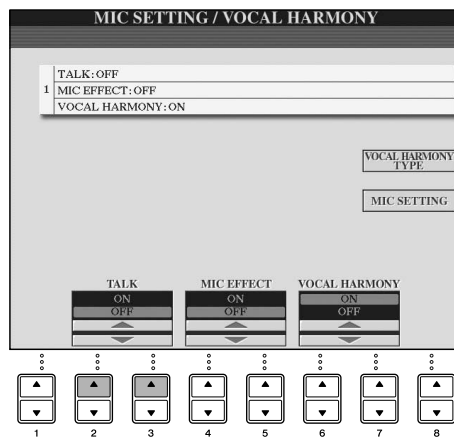 MIC SETTING / VOCAL HARMONY
TALK: OFF
1 MIC EFFECT: OFF
VOCAL HARMONY: ON
VOCAL HARMONY
TYPE
MIC SETTING
TALK MIC EFFECT VOCAL HARMONY
ON ON ON
OFF OFF OFF
1 2 3 4 5 6 7 8